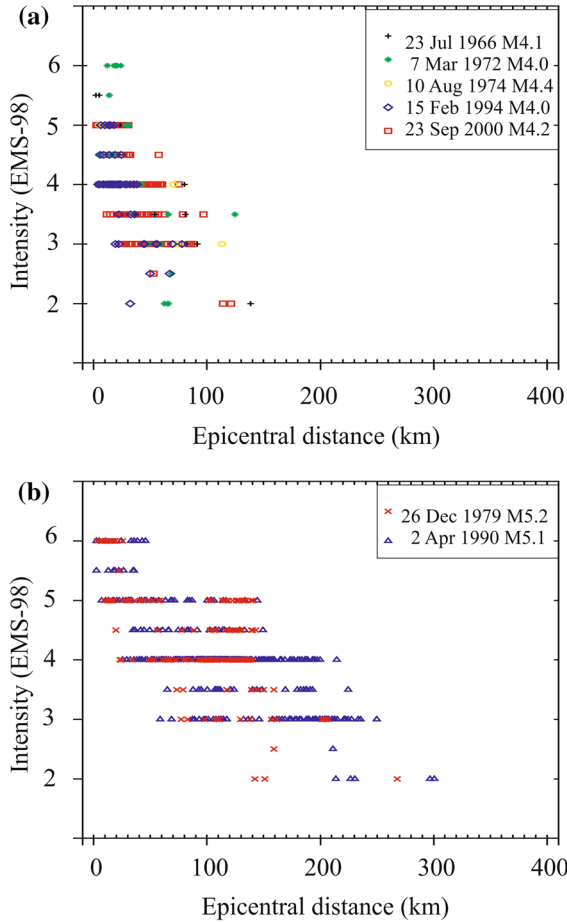 (a)
23 Jul 1966 M4.1
7 Mar 1972 M4.0
10 Aug 1974 M4.4
15 Feb 1994 M4.0
23 Sep 2000 M4.2
Intensity (EMS-98)
6
5
4
3
2
0 100 200 300 400
Epicentral distance (km)
(b)
26 Dec 1979 M5.2
2 Apr 1990 M5.1
Intensity (EMS-98)
6
5
4
3
2
0 100 200 300 400
Epicentral distance (km)